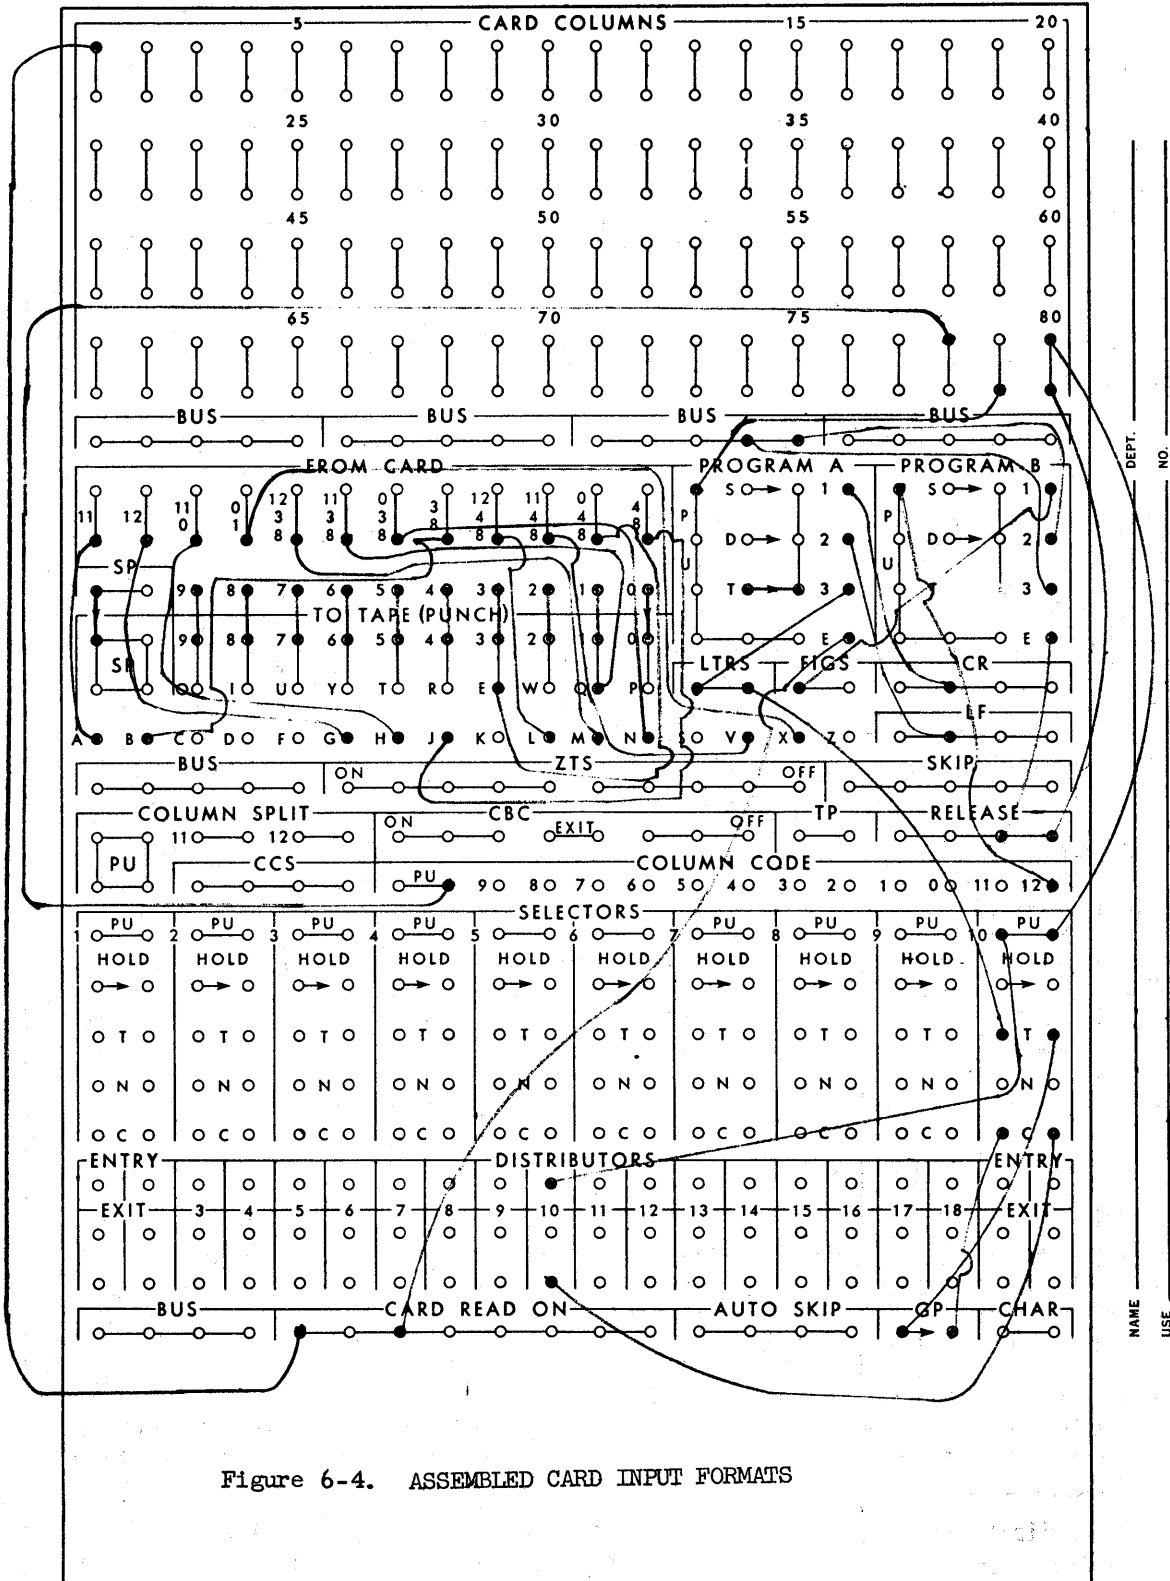 5 CARD COLUMNS 15 20
25 30 35 40
45 50 55 60
65 70 75 80
BUS BUS BUS BUS
FROM CARD PROGRAM A PROGRAM B
11 12 11 0 0 1 12 3 8 11 3 8 0 3 8 3 8 12 4 8 11 4 8 0 4 8 4 8
P U S D T 1 2 3 E
P U S D T 1 2 3 E
SP 9 8 7 6 5 4 3 2 1 0
TO TAPE (PUNCH)
9 8 7 6 5 4 3 2 1 0
SP O I U Y T R E W Q P
LTRS FIGS CR
LF
A B C D F G H J K L M N S V X Z
BUS ON ZTS OFF SKIP
COLUMN SPLIT ON CBC OFF TP RELEASE
11 12 EXIT
PU CCS COLUMN CODE
PU 9 8 7 6 5 4 3 2 1 0 11 12
SELECTORS
1 PU 2 PU 3 PU 4 PU 5 6 7 PU 8 PU 9 PU 10 PU
HOLD HOLD HOLD HOLD HOLD HOLD HOLD HOLD HOLD HOLD
T T T T T T T T T T
N N N N N N N N N N
C C C C C C C C C C
ENTRY DISTRIBUTORS ENTRY
EXIT 3 4 5 6 7 8 9 10 11 12 13 14 15 16 17 18 EXIT
BUS CARD READ ON AUTO SKIP GP CHAR
Figure 6-4. ASSEMBLED CARD INPUT FORMATS
NAME DEPT.
USE NO.